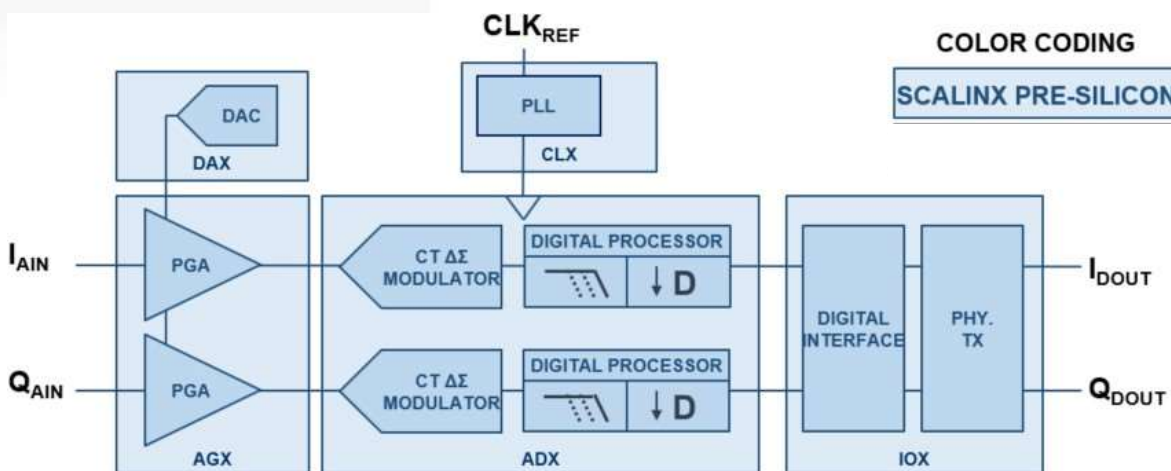 CLKREF
COLOR CODING
SCALINX PRE-SILICON
DAC
DAX
PLL
CLX
IAIN
PGA
CT ΔΣ
MODULATOR
DIGITAL PROCESSOR
↓ D
IDOUT
DIGITAL
INTERFACE
PHY.
TX
QAIN
PGA
CT ΔΣ
MODULATOR
DIGITAL PROCESSOR
↓ D
QDOUT
AGX
ADX
IOX